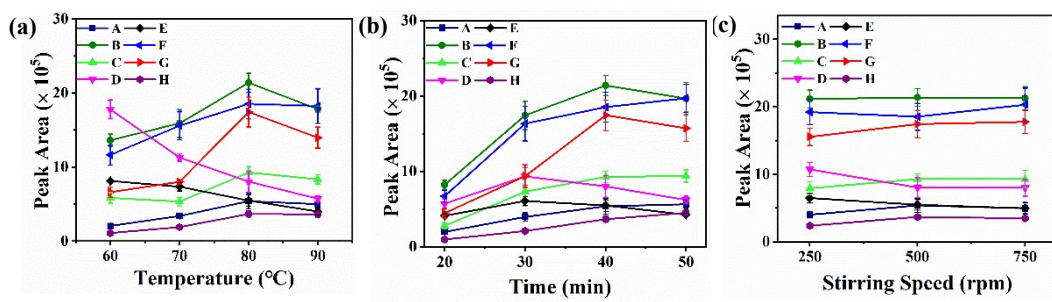 (a)
A E
B F
C G
D H
Peak Area (× 10⁵)
30
20
10
0
60 70 80 90
Temperature (°C)
(b)
A E
B F
C G
D H
Peak Area (× 10⁵)
30
20
10
0
20 30 40 50
Time (min)
(c)
A E
B F
C G
D H
Peak Area (× 10⁵)
30
20
10
0
250 500 750
Stirring Speed (rpm)